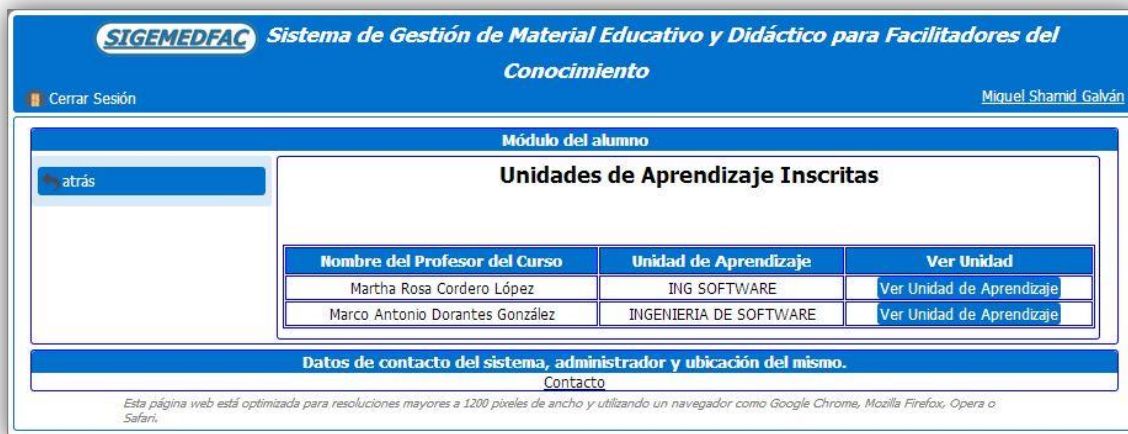 SIGEMEDFAC Sistema de Gestión de Material Educativo y Didáctico para Facilitadores del
Conocimiento
Cerrar Sesión Miguel Shamid Galván
Módulo del alumno
atrás
Unidades de Aprendizaje Inscritas
Nombre del Profesor del Curso Unidad de Aprendizaje Ver Unidad
Martha Rosa Cordero López ING SOFTWARE Ver Unidad de Aprendizaje
Marco Antonio Dorantes González INGENIERIA DE SOFTWARE Ver Unidad de Aprendizaje
Datos de contacto del sistema, administrador y ubicación del mismo.
Contacto
Esta página web está optimizada para resoluciones mayores a 1200 pixeles de ancho y utilizando un navegador como Google Chrome, Mozilla Firefox, Opera o
Safari.